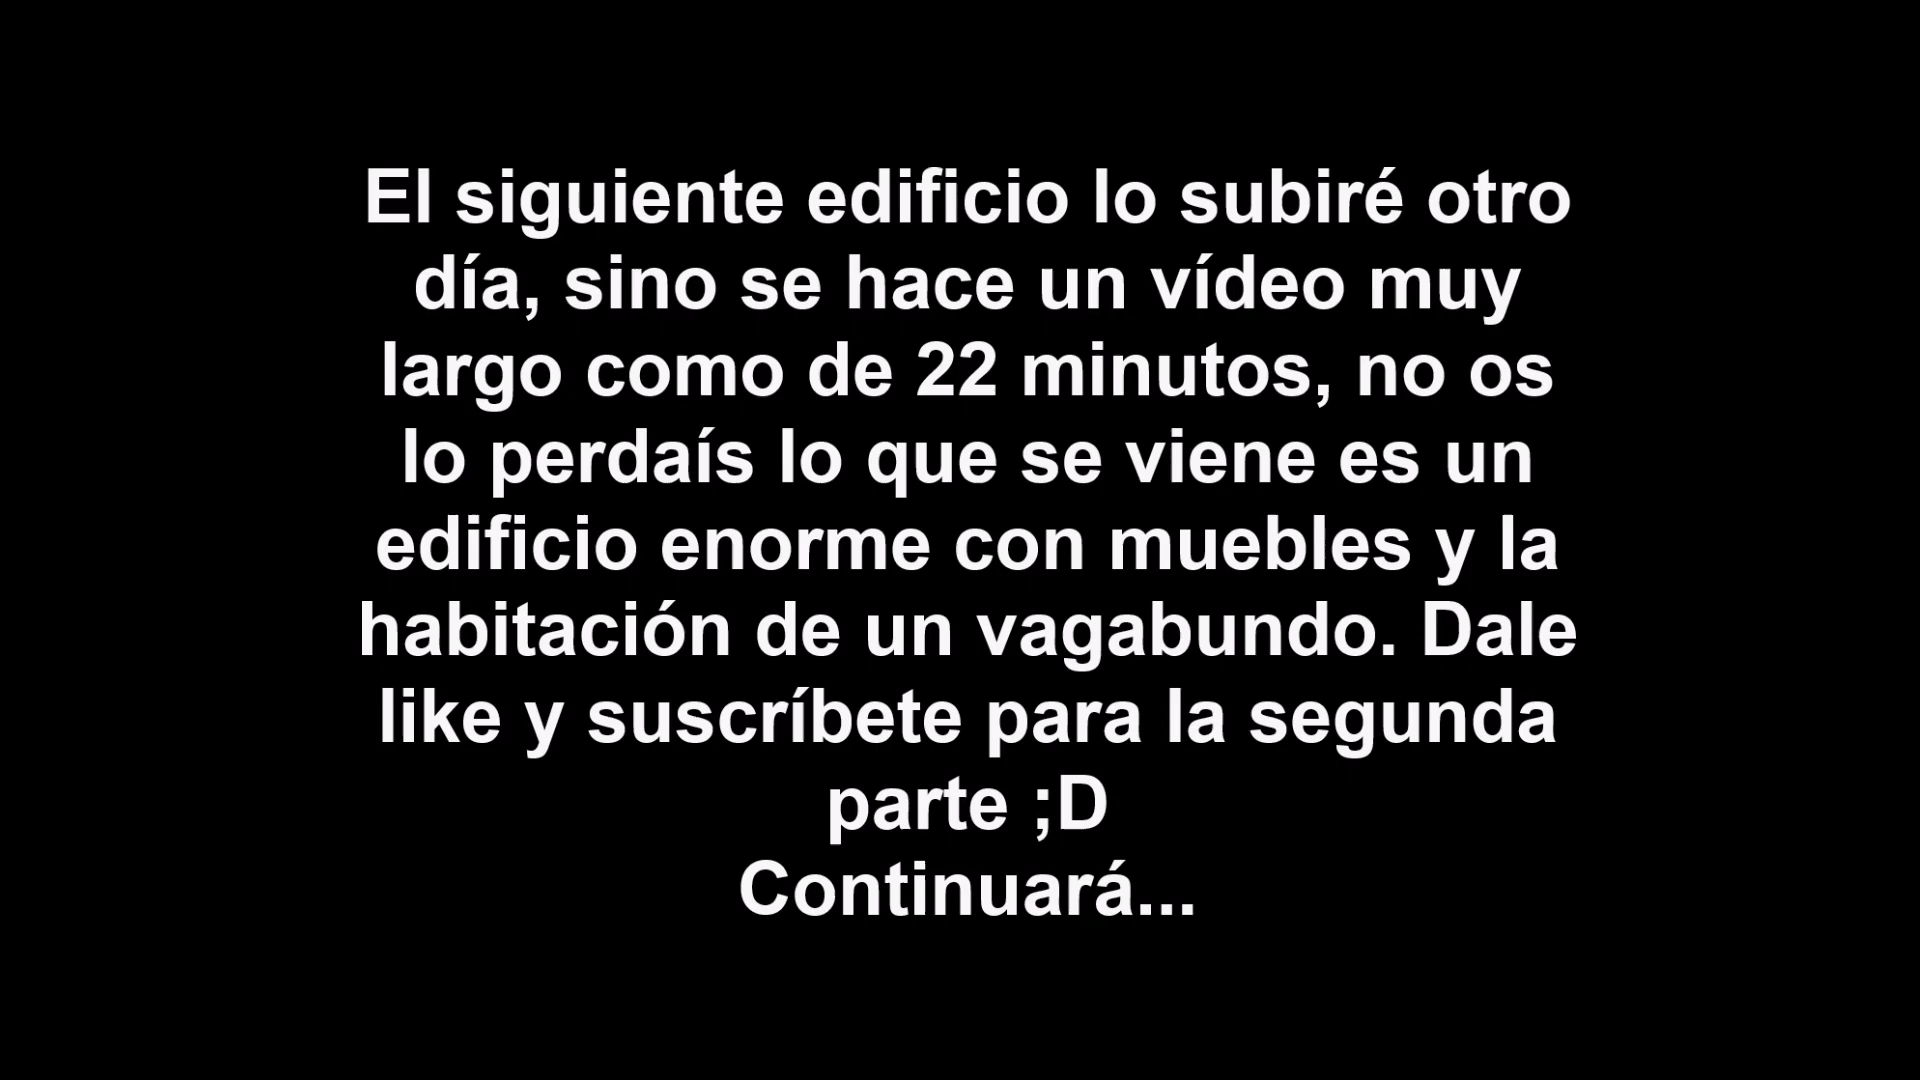 El siguiente edificio lo subiré otro
día, sino se hace un vídeo muy
largo como de 22 minutos, no os
lo perdaís lo que se viene es un
edificio enorme con muebles y la
habitación de un vagabundo. Dale
like y suscríbete para la segunda
parte ;D
Continuará...